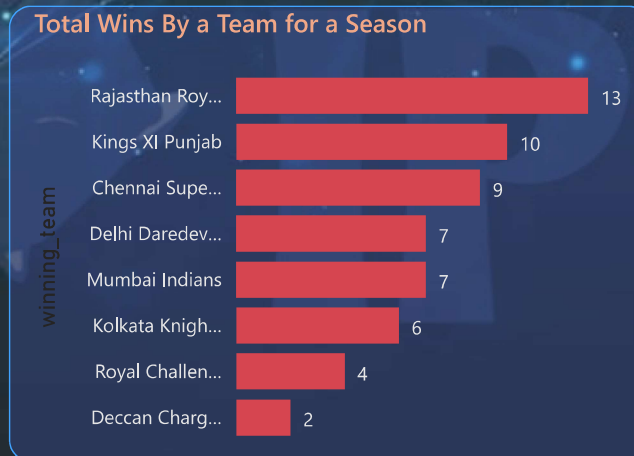 Total Wins By a Team for a Season
winning_team
Rajasthan Roy... 13
Kings XI Punjab 10
Chennai Supe... 9
Delhi Daredev... 7
Mumbai Indians 7
Kolkata Knigh... 6
Royal Challen... 4
Deccan Charg... 2